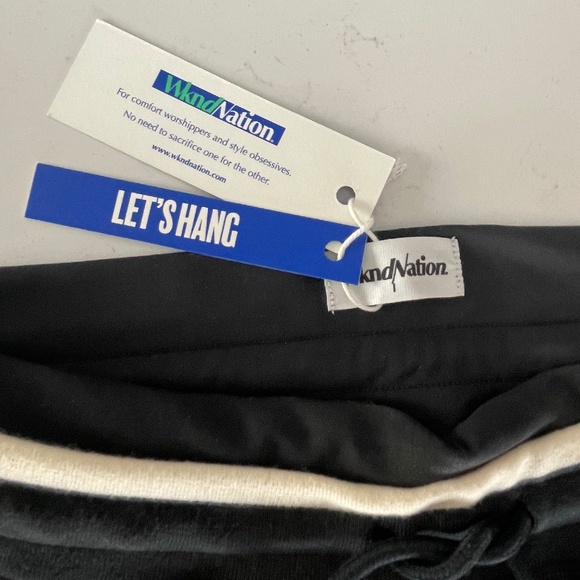 WkndNation.
For comfort worshippers and style obsessives.
No need to sacrifice one for the other.
www.wkndnation.com
LET'S HANG
kndNation.